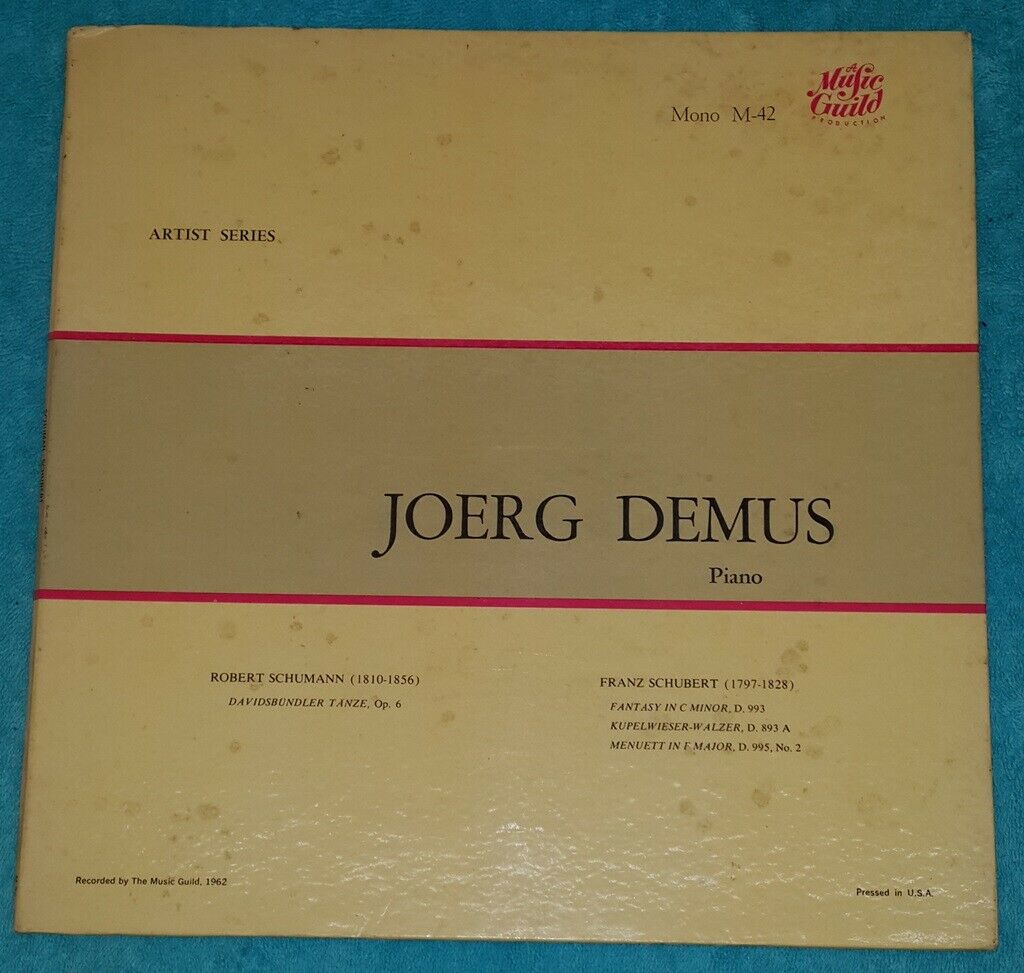 A
Music
Guild
PRODUCTION
Mono M-42
ARTIST SERIES
JOERG DEMUS
Piano
ROBERT SCHUMANN (1810-1856)
DAVIDSBUNDLER TANZE, Op. 6
FRANZ SCHUBERT (1797-1828)
FANTASY IN C MINOR, D. 993
KUPELWIESER-WALZER, D. 893 A
MENUETT IN F MAJOR, D. 995, No. 2
Recorded by The Music Guild, 1962
Pressed in U.S.A.